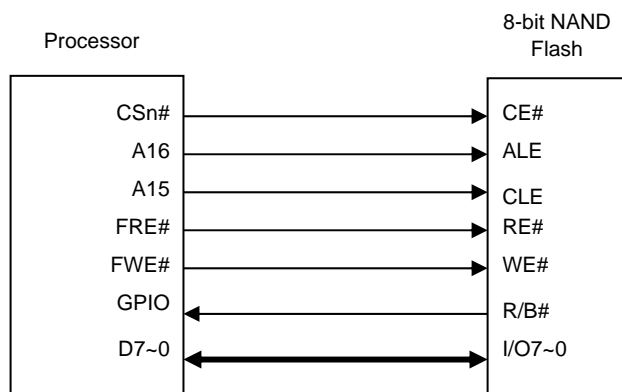 Processor
8-bit NAND
Flash
CSn#
CE#
A16
ALE
A15
CLE
FRE#
RE#
FWE#
WE#
GPIO
R/B#
D7~0
I/O7~0